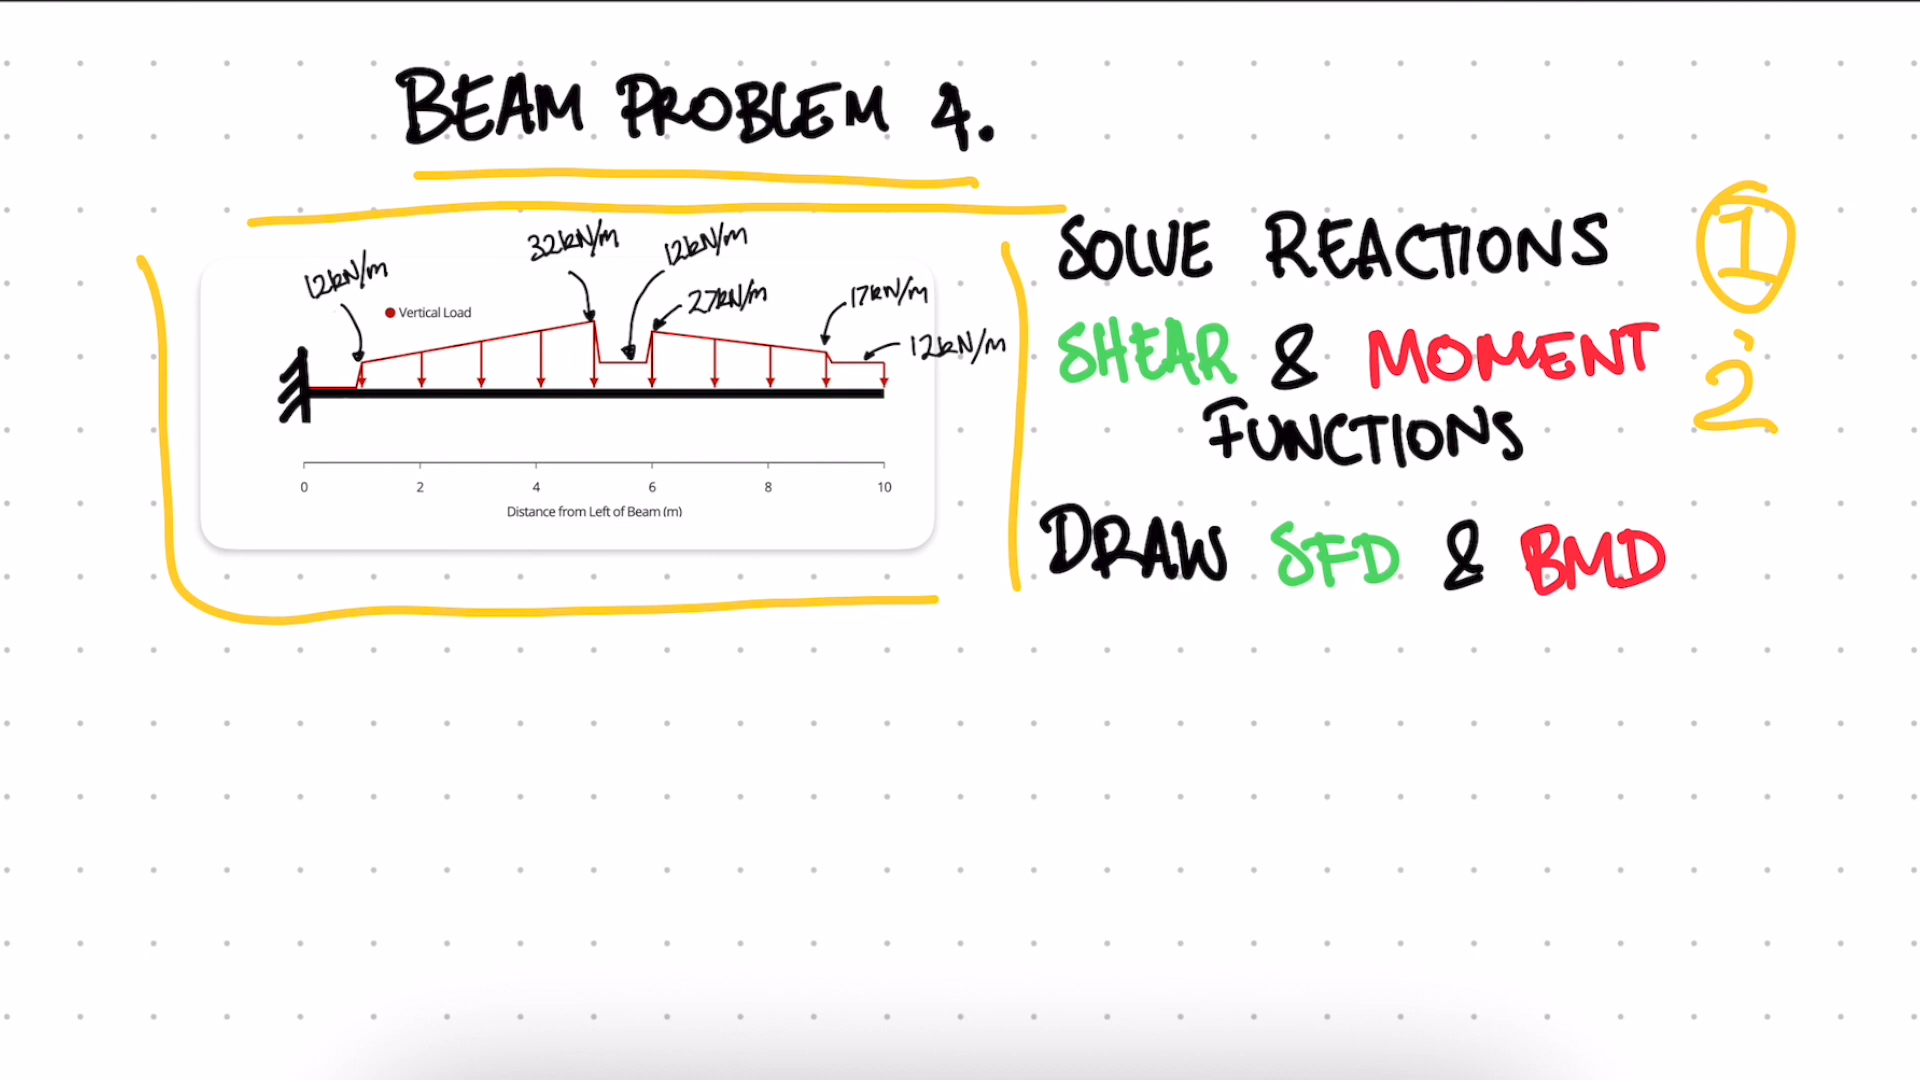 BEAM PROBLEM 4.
SOLVE REACTIONS 1
SHEAR & MOMENT
FUNCTIONS
2
DRAW SFD & BMD
12kN/m
32kN/m
12kN/m
27kN/m
17kN/m
12kN/m
Vertical Load
0 2 4 6 8 10
Distance from Left of Beam (m)